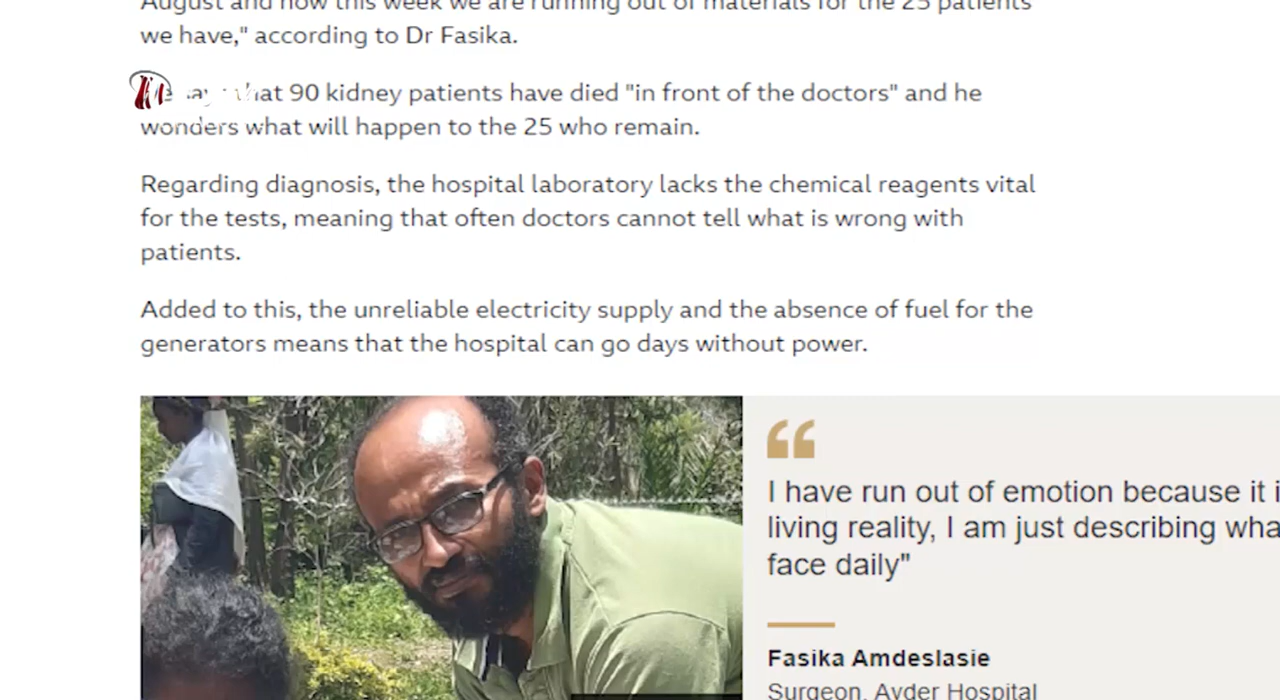 August and now this week we are running out of materials for the 25 patients
we have," according to Dr Fasika.
that 90 kidney patients have died "in front of the doctors" and he
wonders what will happen to the 25 who remain.
Regarding diagnosis, the hospital laboratory lacks the chemical reagents vital
for the tests, meaning that often doctors cannot tell what is wrong with
patients.
Added to this, the unreliable electricity supply and the absence of fuel for the
generators means that the hospital can go days without power.
“
I have run out of emotion because it i
living reality, I am just describing wha
face daily"
Fasika Amdeslasie
Surgeon, Ayder Hospital